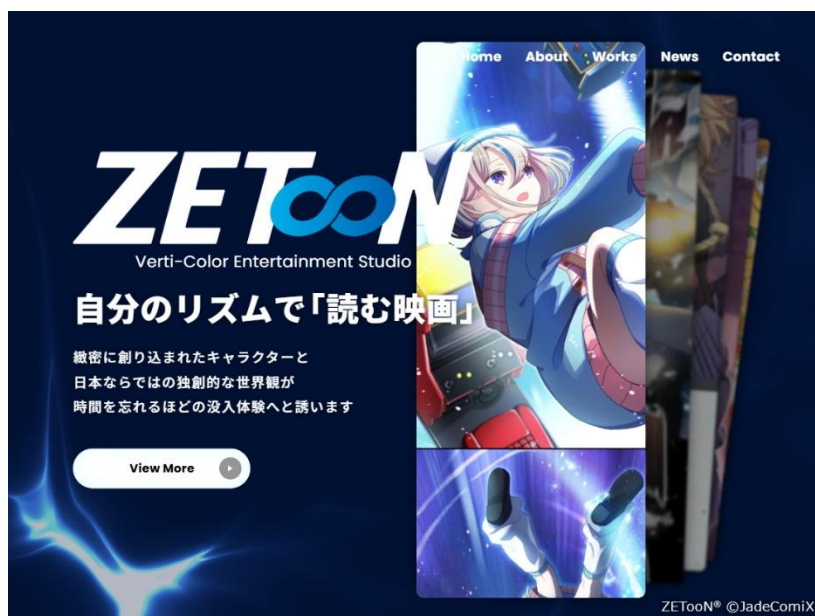 Home About Works News Contact
ZETooN
Verti-Color Entertainment Studio
自分のリズムで「読む映画」
緻密に創り込まれたキャラクターと
日本ならではの独創的な世界観が
時間を忘れるほどの没入体験へと誘います
View More
ZETooN® ©JadeComiX